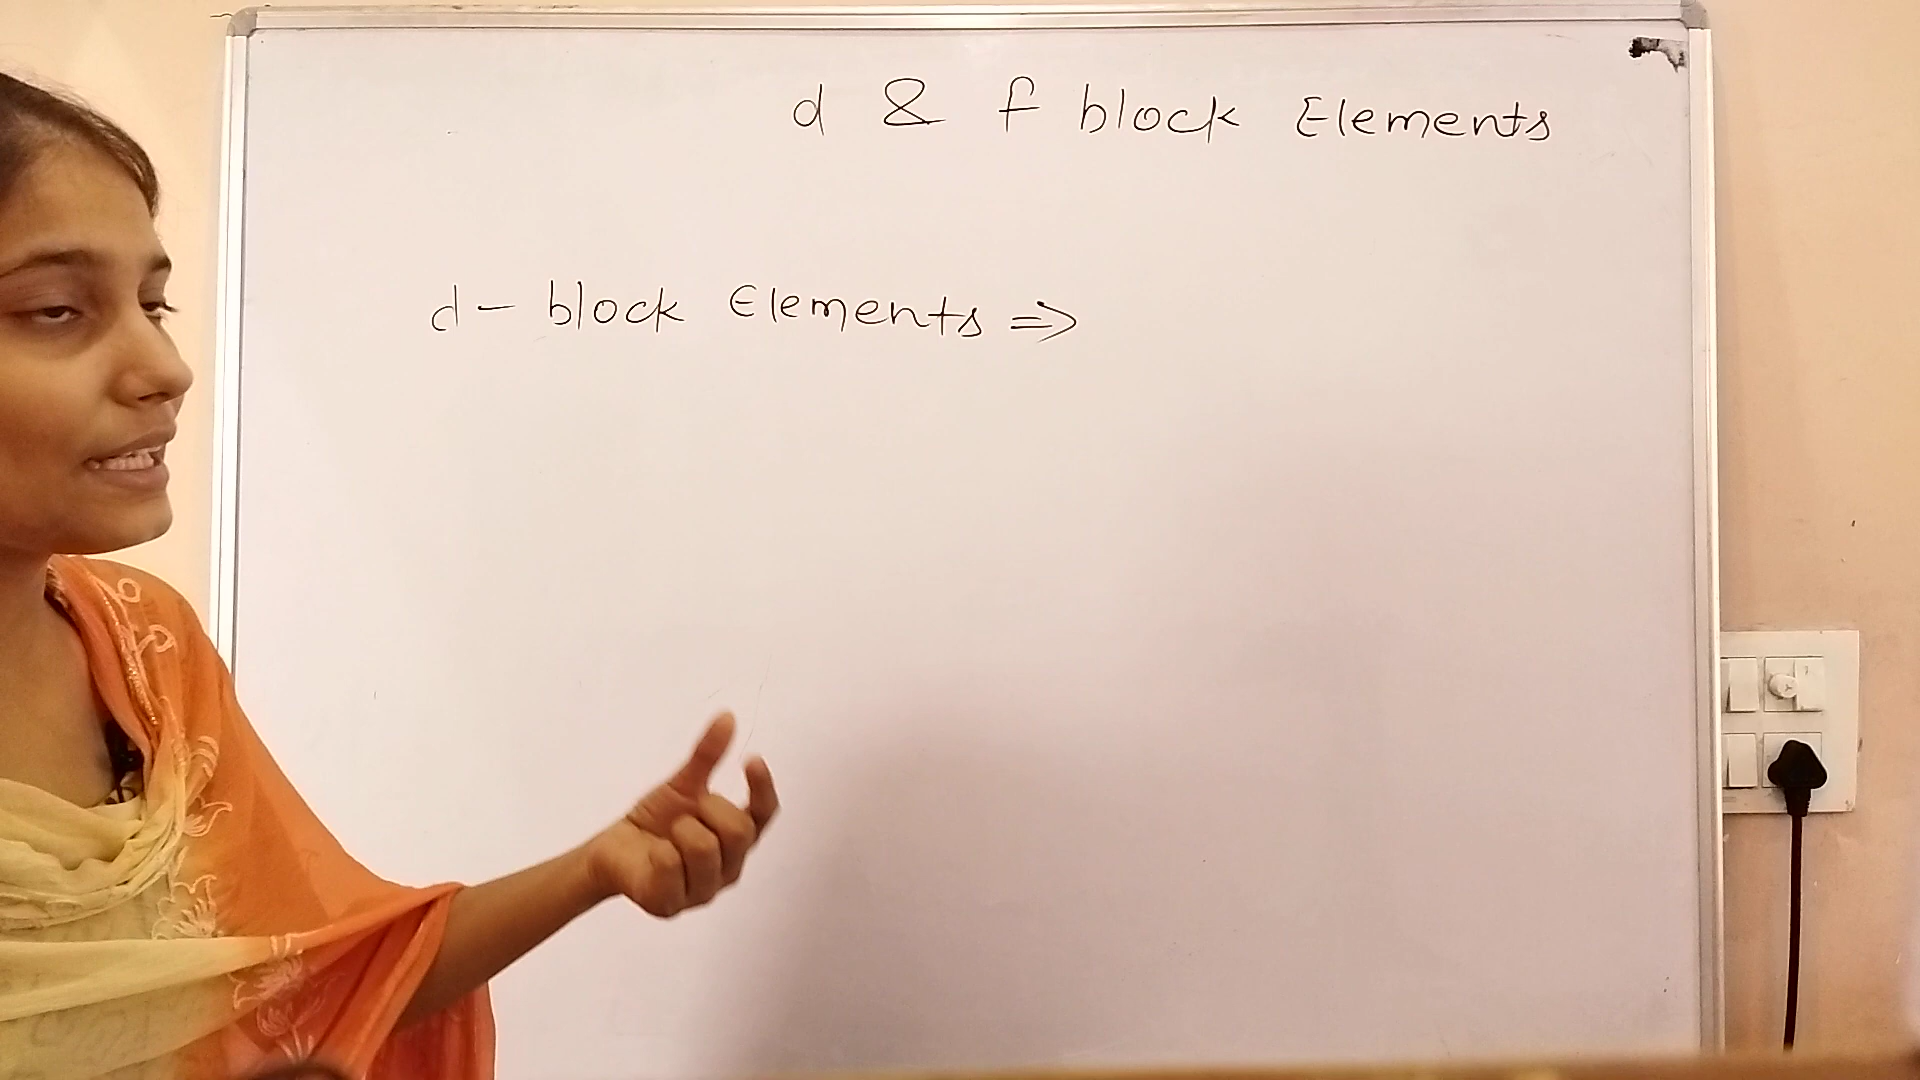 d & f block Elements
d - block Elements ⇒